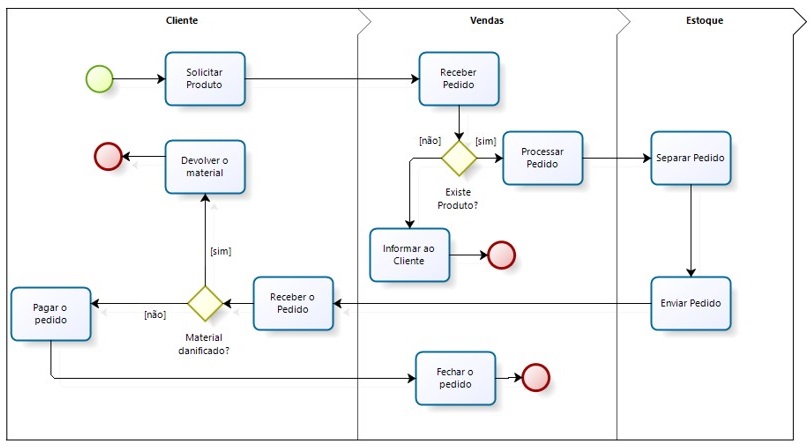 Cliente
Vendas
Estoque
Solicitar
Produto
Receber
Pedido
[não]
[sim]
Existe
Produto?
Processar
Pedido
Separar Pedido
Devolver o
material
[sim]
Informar ao
Cliente
Pagar o
pedido
[não]
Material
danificado?
Receber o
Pedido
Enviar Pedido
Fechar o
pedido